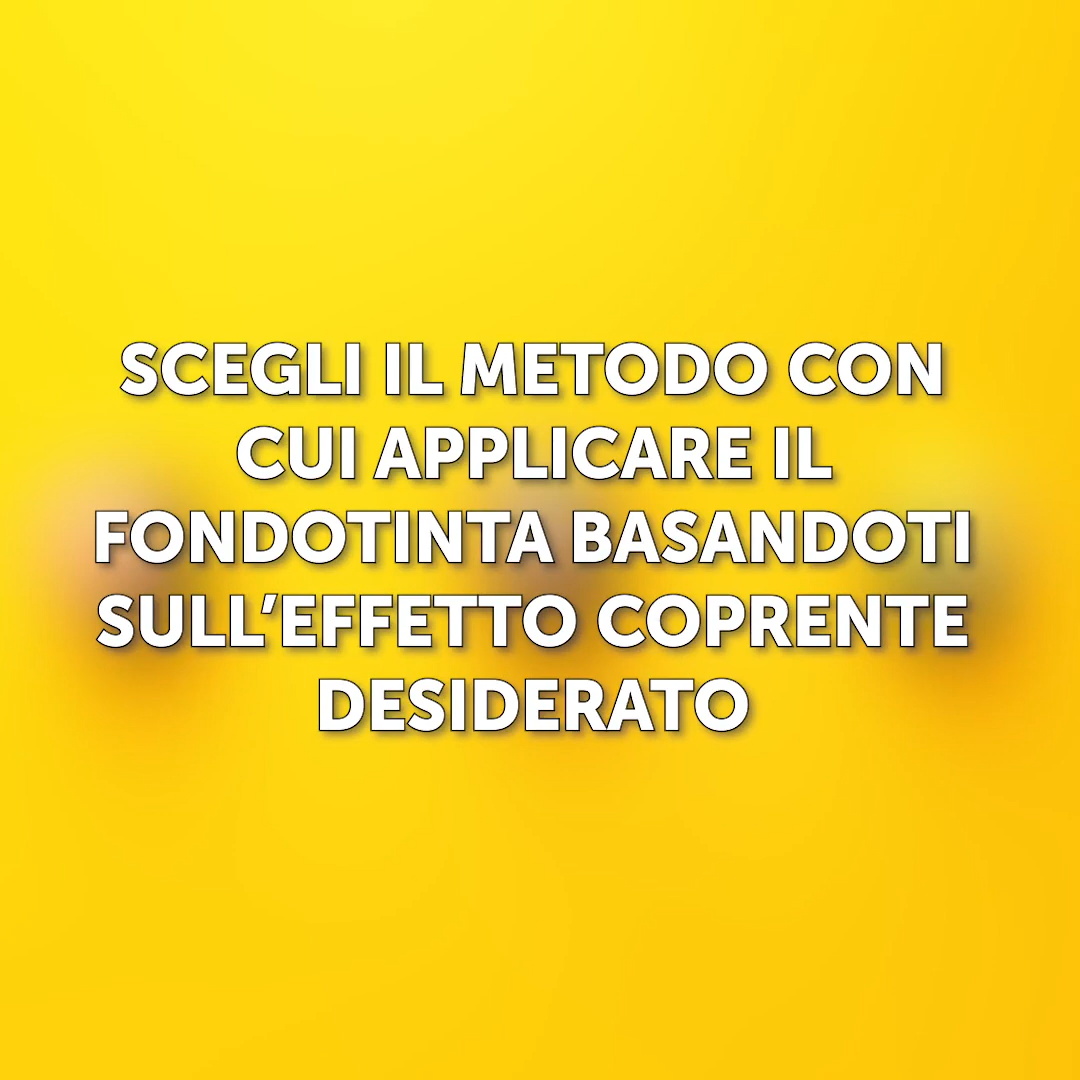 SCEGLI IL METODO CON
CUI APPLICARE IL
FONDOTINTA BASANDOTI
SULL’EFFETTO COPRENTE
DESIDERATO